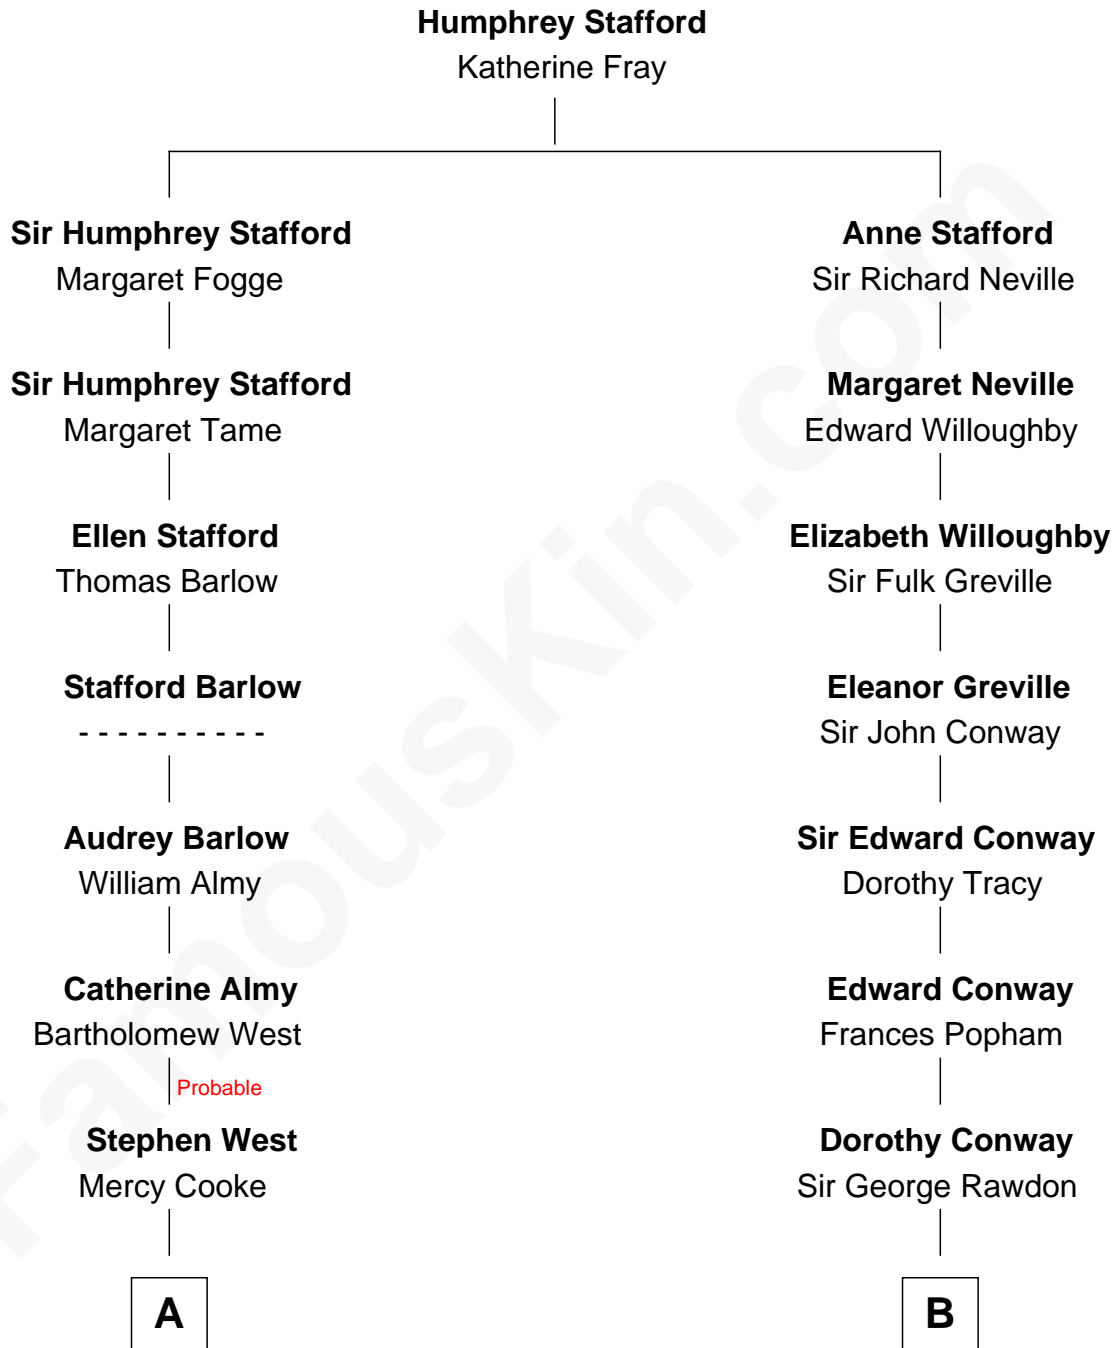 Humphrey Stafford
Katherine Fray
Sir Humphrey Stafford
Margaret Fogge
Anne Stafford
Sir Richard Neville
Sir Humphrey Stafford
Margaret Tame
Margaret Neville
Edward Willoughby
Ellen Stafford
Thomas Barlow
Elizabeth Willoughby
Sir Fulk Greville
Stafford Barlow
- - - - - - - - - -
Eleanor Greville
Sir John Conway
Audrey Barlow
William Almy
Sir Edward Conway
Dorothy Tracy
Catherine Almy
Bartholomew West
Edward Conway
Frances Popham
Probable
Stephen West
Mercy Cooke
Dorothy Conway
Sir George Rawdon
A
B
FamousKin.com